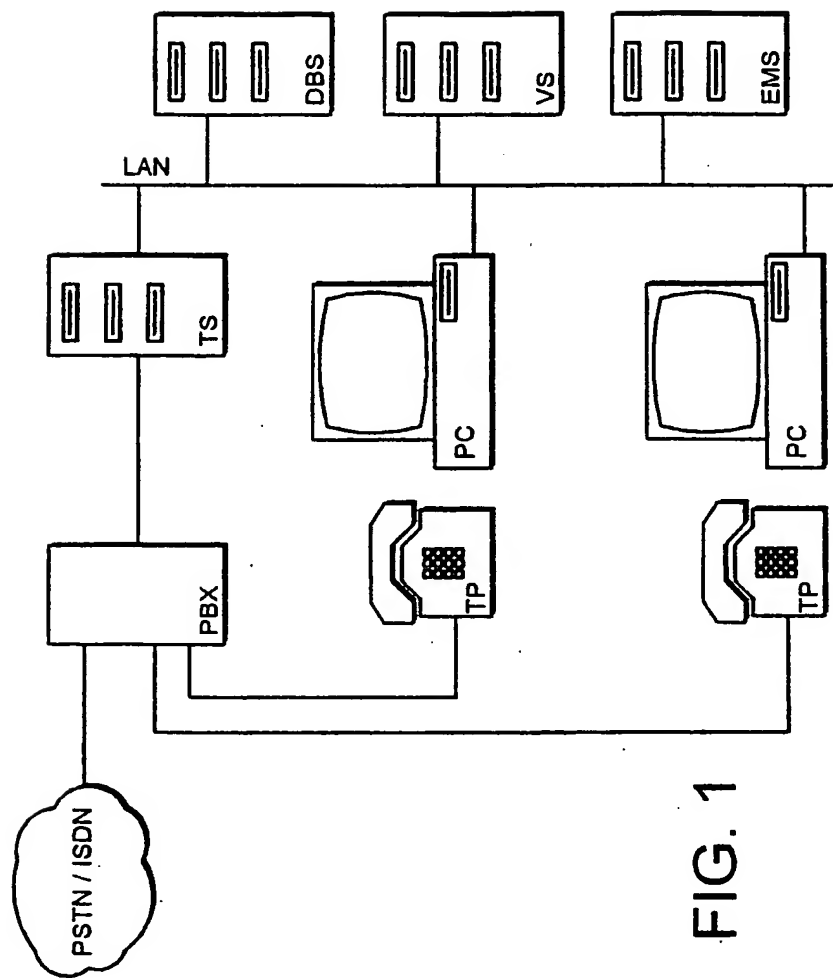 PSTN / ISDN
PBX
TS
LAN
DBS
VS
EMS
TP
PC
TP
PC
FIG. 1